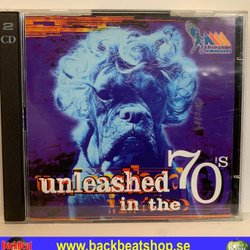 2
CD
unleashed
in the
'70's
www.backbeatshop.se